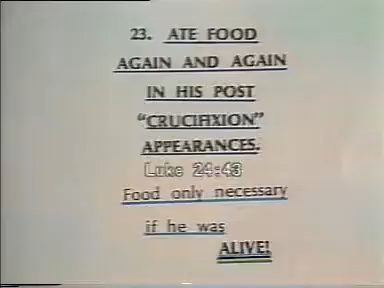 23. ATE FOOD
AGAIN AND AGAIN
IN HIS POST
“CRUCIFIXION”
APPEARANCES.
Luke 24:43
Food only necessary
if he was
ALIVE!